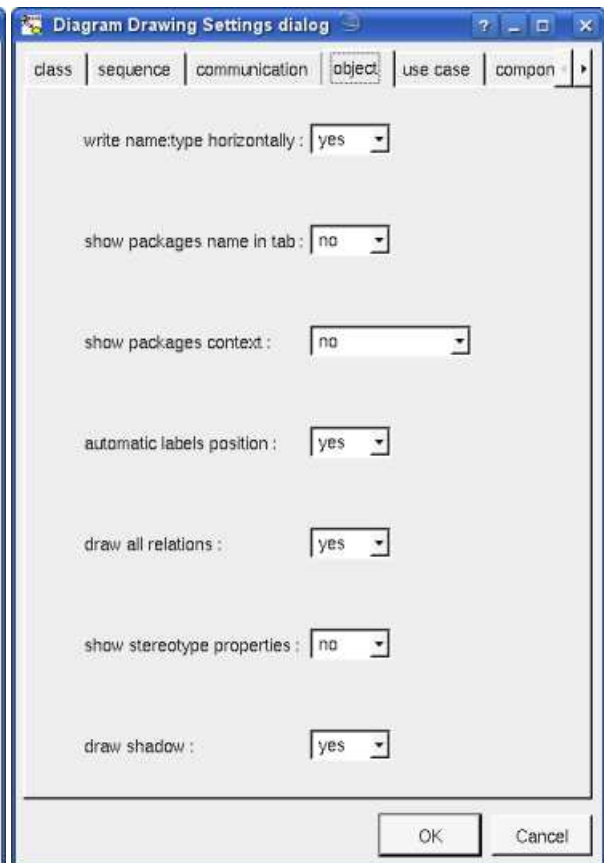 Diagram Drawing Settings dialog
class sequence communication object use case compon
write name:type horizontally : yes
show packages name in tab : no
show packages context : no
automatic labels position : yes
draw all relations : yes
show stereotype properties : no
draw shadow : yes
OK Cancel